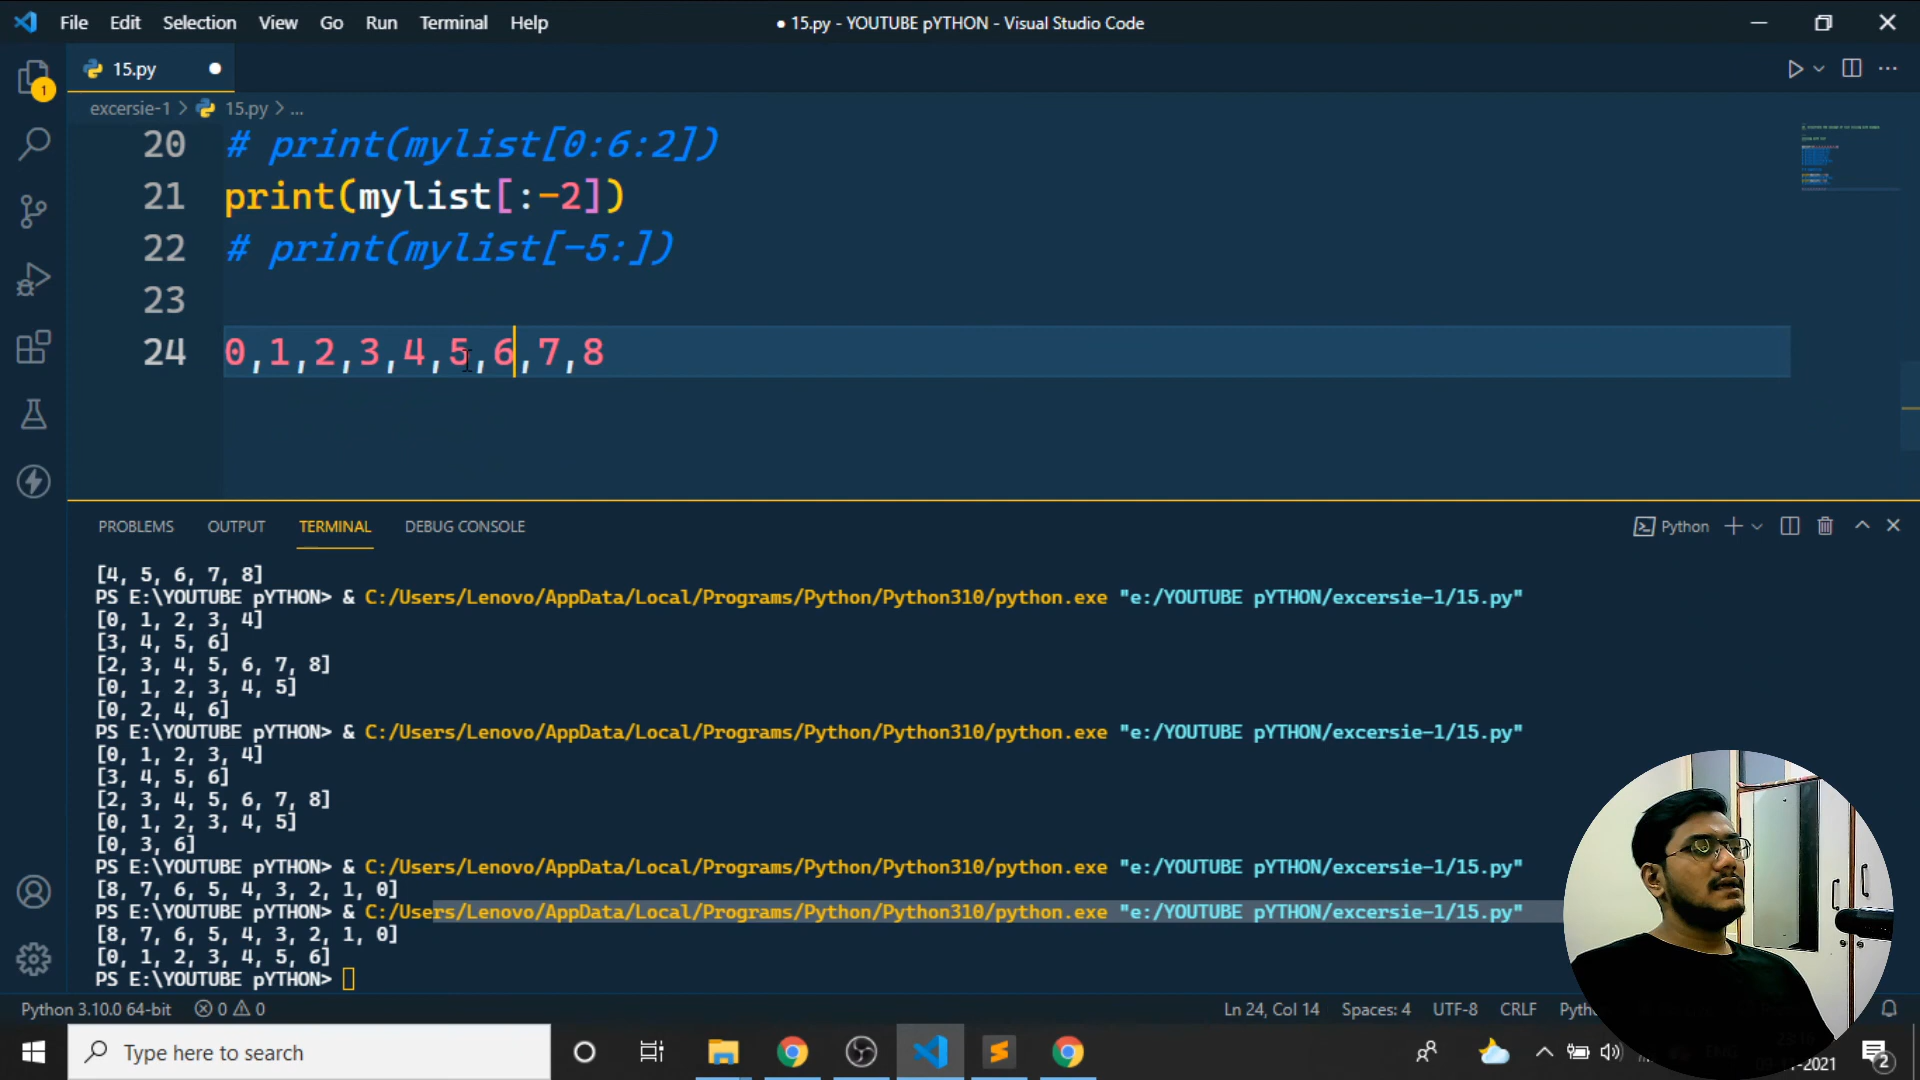 File Edit Selection View Go Run Terminal Help
● 15.py - YOUTUBE pYTHON - Visual Studio Code
15.py
1
excersie-1 > 15.py > ...
20 # print(mylist[0:6:2])
21 print(mylist[:-2])
22 # print(mylist[-5:])
23
24 0,1,2,3,4,5,6,7,8
PROBLEMS OUTPUT TERMINAL DEBUG CONSOLE
Python
[4, 5, 6, 7, 8]
PS E:\YOUTUBE pYTHON> & C:/Users/Lenovo/AppData/Local/Programs/Python/Python310/python.exe "e:/YOUTUBE pYTHON/excersie-1/15.py"
[0, 1, 2, 3, 4]
[3, 4, 5, 6]
[2, 3, 4, 5, 6, 7, 8]
[0, 1, 2, 3, 4, 5]
[0, 2, 4, 6]
PS E:\YOUTUBE pYTHON> & C:/Users/Lenovo/AppData/Local/Programs/Python/Python310/python.exe "e:/YOUTUBE pYTHON/excersie-1/15.py"
[0, 1, 2, 3, 4]
[3, 4, 5, 6]
[2, 3, 4, 5, 6, 7, 8]
[0, 1, 2, 3, 4, 5]
[0, 3, 6]
PS E:\YOUTUBE pYTHON> & C:/Users/Lenovo/AppData/Local/Programs/Python/Python310/python.exe "e:/YOUTUBE pYTHON/excersie-1/15.py"
[8, 7, 6, 5, 4, 3, 2, 1, 0]
PS E:\YOUTUBE pYTHON> & C:/Users/Lenovo/AppData/Local/Programs/Python/Python310/python.exe "e:/YOUTUBE pYTHON/excersie-1/15.py"
[8, 7, 6, 5, 4, 3, 2, 1, 0]
[0, 1, 2, 3, 4, 5, 6]
PS E:\YOUTUBE pYTHON>
Python 3.10.0 64-bit 0 0 Ln 24, Col 14 Spaces: 4 UTF-8 CRLF
Type here to search
2